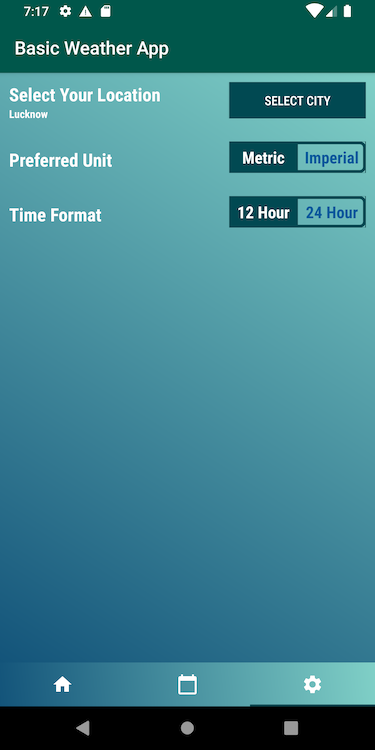 7:17
Basic Weather App
Select Your Location
Lucknow
SELECT CITY
Preferred Unit
Metric Imperial
Time Format
12 Hour 24 Hour